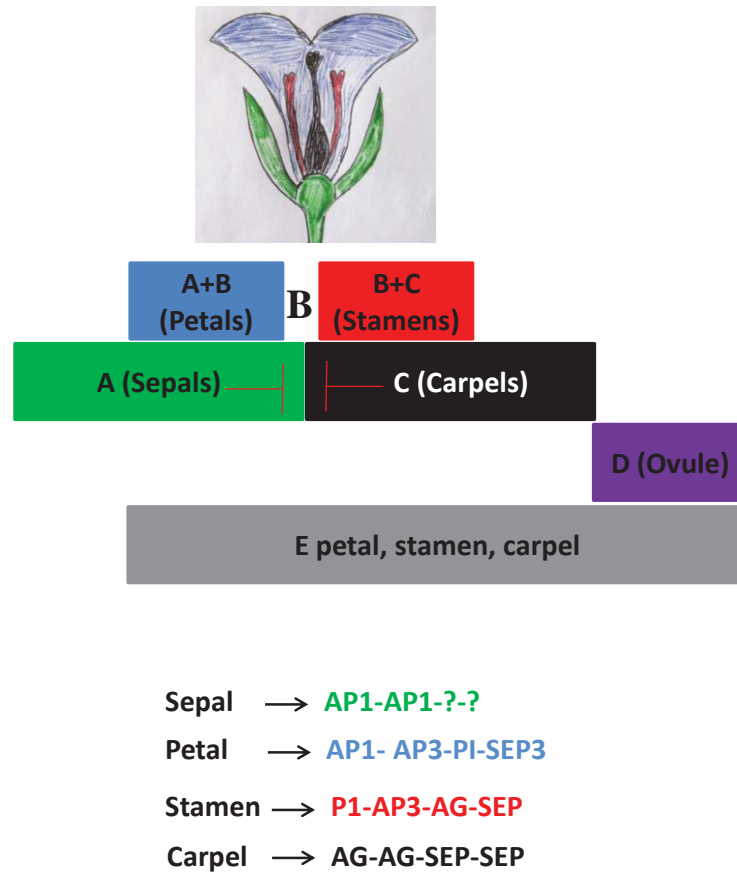 A+B
(Petals)
B
B+C
(Stamens)
A (Sepals)
C (Carpels)
D (Ovule)
E petal, stamen, carpel
Sepal → AP1-AP1-?-?
Petal → AP1- AP3-PI-SEP3
Stamen → P1-AP3-AG-SEP
Carpel → AG-AG-SEP-SEP